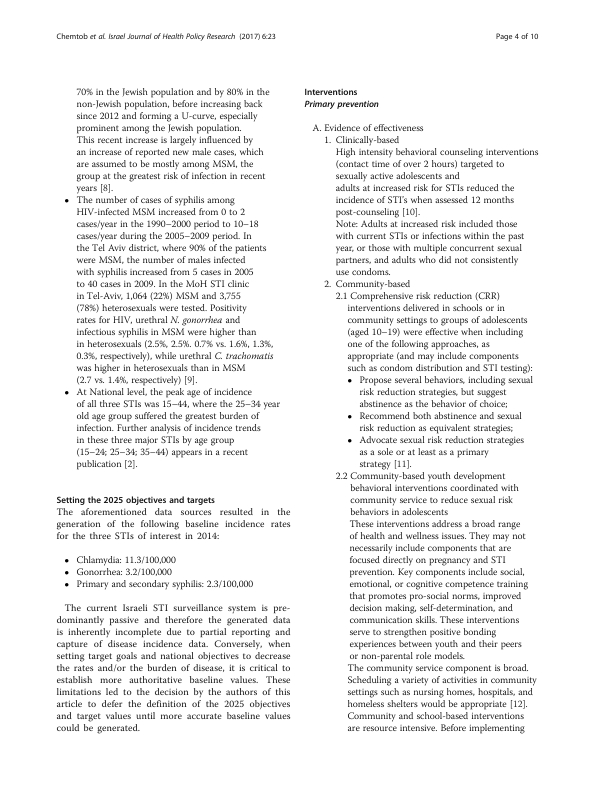 Chemtob et al. Israel Journal of Health Policy Research (2017) 6:23
Page 4 of 10
70% in the Jewish population and by 80% in the
non-Jewish population, before increasing back
since 2012 and forming a U-curve, especially
prominent among the Jewish population.
This recent increase is largely influenced by
an increase of reported new male cases, which
are assumed to be mostly among MSM, the
group at the greatest risk of infection in recent
years [8].
• The number of cases of syphilis among
HIV-infected MSM increased from 0 to 2
cases/year in the 1990–2000 period to 10–18
cases/year during the 2005–2009 period. In
the Tel Aviv district, where 90% of the patients
were MSM, the number of males infected
with syphilis increased from 5 cases in 2005
to 40 cases in 2009. In the MoH STI clinic
in Tel-Aviv, 1,064 (22%) MSM and 3,755
(78%) heterosexuals were tested. Positivity
rates for HIV, urethral N. gonorrhea and
infectious syphilis in MSM were higher than
in heterosexuals (2.5%, 2.5%. 0.7% vs. 1.6%, 1.3%,
0.3%, respectively), while urethral C. trachomatis
was higher in heterosexuals than in MSM
(2.7 vs. 1.4%, respectively) [9].
• At National level, the peak age of incidence
of all three STIs was 15–44, where the 25–34 year
old age group suffered the greatest burden of
infection. Further analysis of incidence trends
in these three major STIs by age group
(15–24; 25–34; 35–44) appears in a recent
publication [2].
Setting the 2025 objectives and targets
The aforementioned data sources resulted in the
generation of the following baseline incidence rates
for the three STIs of interest in 2014:
• Chlamydia: 11.3/100,000
• Gonorrhea: 3.2/100,000
• Primary and secondary syphilis: 2.3/100,000
The current Israeli STI surveillance system is pre-
dominantly passive and therefore the generated data
is inherently incomplete due to partial reporting and
capture of disease incidence data. Conversely, when
setting target goals and national objectives to decrease
the rates and/or the burden of disease, it is critical to
establish more authoritative baseline values. These
limitations led to the decision by the authors of this
article to defer the definition of the 2025 objectives
and target values until more accurate baseline values
could be generated.
Interventions
Primary prevention
A. Evidence of effectiveness
1. Clinically-based
High intensity behavioral counseling interventions
(contact time of over 2 hours) targeted to
sexually active adolescents and
adults at increased risk for STIs reduced the
incidence of STI's when assessed 12 months
post-counseling [10].
Note: Adults at increased risk included those
with current STIs or infections within the past
year, or those with multiple concurrent sexual
partners, and adults who did not consistently
use condoms.
2. Community-based
2.1 Comprehensive risk reduction (CRR)
interventions delivered in schools or in
community settings to groups of adolescents
(aged 10–19) were effective when including
one of the following approaches, as
appropriate (and may include components
such as condom distribution and STI testing):
• Propose several behaviors, including sexual
risk reduction strategies, but suggest
abstinence as the behavior of choice;
• Recommend both abstinence and sexual
risk reduction as equivalent strategies;
• Advocate sexual risk reduction strategies
as a sole or at least as a primary
strategy [11].
2.2 Community-based youth development
behavioral interventions coordinated with
community service to reduce sexual risk
behaviors in adolescents
These interventions address a broad range
of health and wellness issues. They may not
necessarily include components that are
focused directly on pregnancy and STI
prevention. Key components include social,
emotional, or cognitive competence training
that promotes pro-social norms, improved
decision making, self-determination, and
communication skills. These interventions
serve to strengthen positive bonding
experiences between youth and their peers
or non-parental role models.
The community service component is broad.
Scheduling a variety of activities in community
settings such as nursing homes, hospitals, and
homeless shelters would be appropriate [12].
Community and school-based interventions
are resource intensive. Before implementing